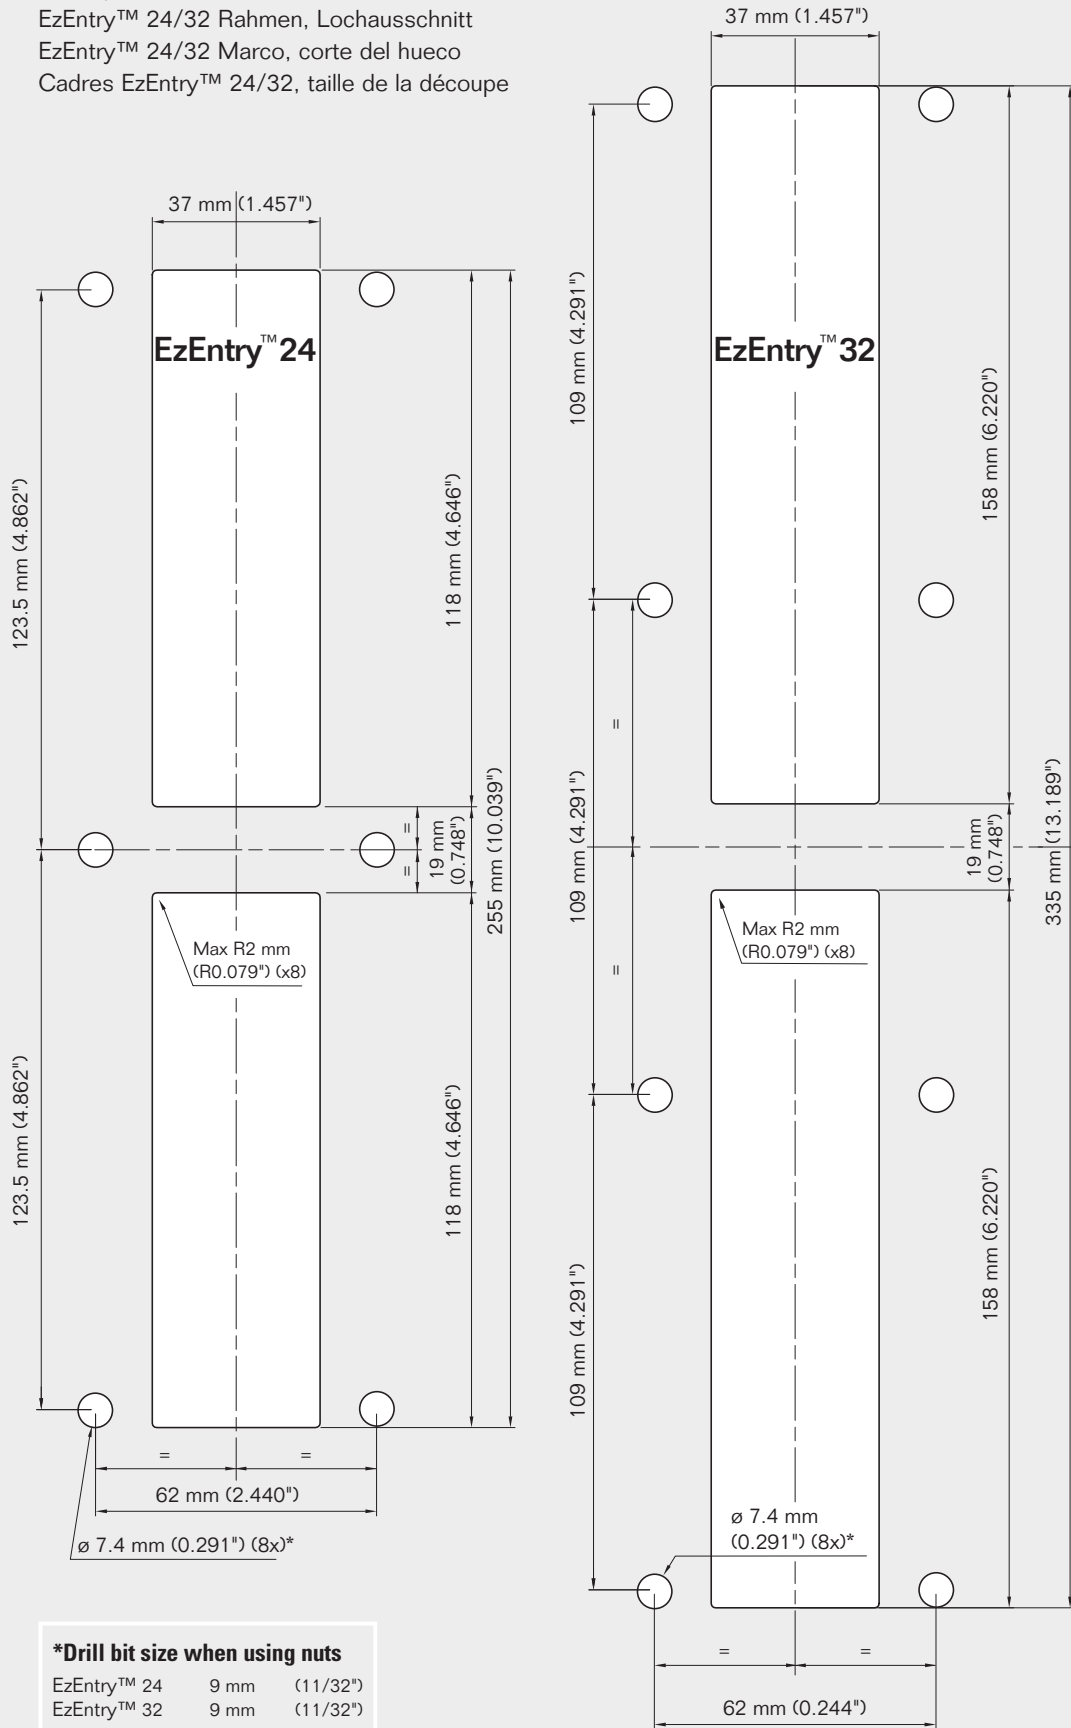 EzEntry™ 24/32 Rahmen, Lochausschnitt
EzEntry™ 24/32 Marco, corte del hueco
Cadres EzEntry™ 24/32, taille de la découpe
37 mm (1.457")
EzEntry™ 24
123.5 mm (4.862")
118 mm (4.646")
=
=
19 mm
(0.748")
255 mm (10.039")
Max R2 mm
(R0.079") (x8)
123.5 mm (4.862")
118 mm (4.646")
=
=
62 mm (2.440")
ø 7.4 mm (0.291") (8x)*
*Drill bit size when using nuts
EzEntry™ 24 9 mm (11/32")
EzEntry™ 32 9 mm (11/32")
37 mm (1.457")
109 mm (4.291")
EzEntry™ 32
158 mm (6.220")
=
109 mm (4.291")
=
19 mm
(0.748")
335 mm (13.189")
Max R2 mm
(R0.079") (x8)
109 mm (4.291")
158 mm (6.220")
ø 7.4 mm
(0.291") (8x)*
=
=
62 mm (0.244")